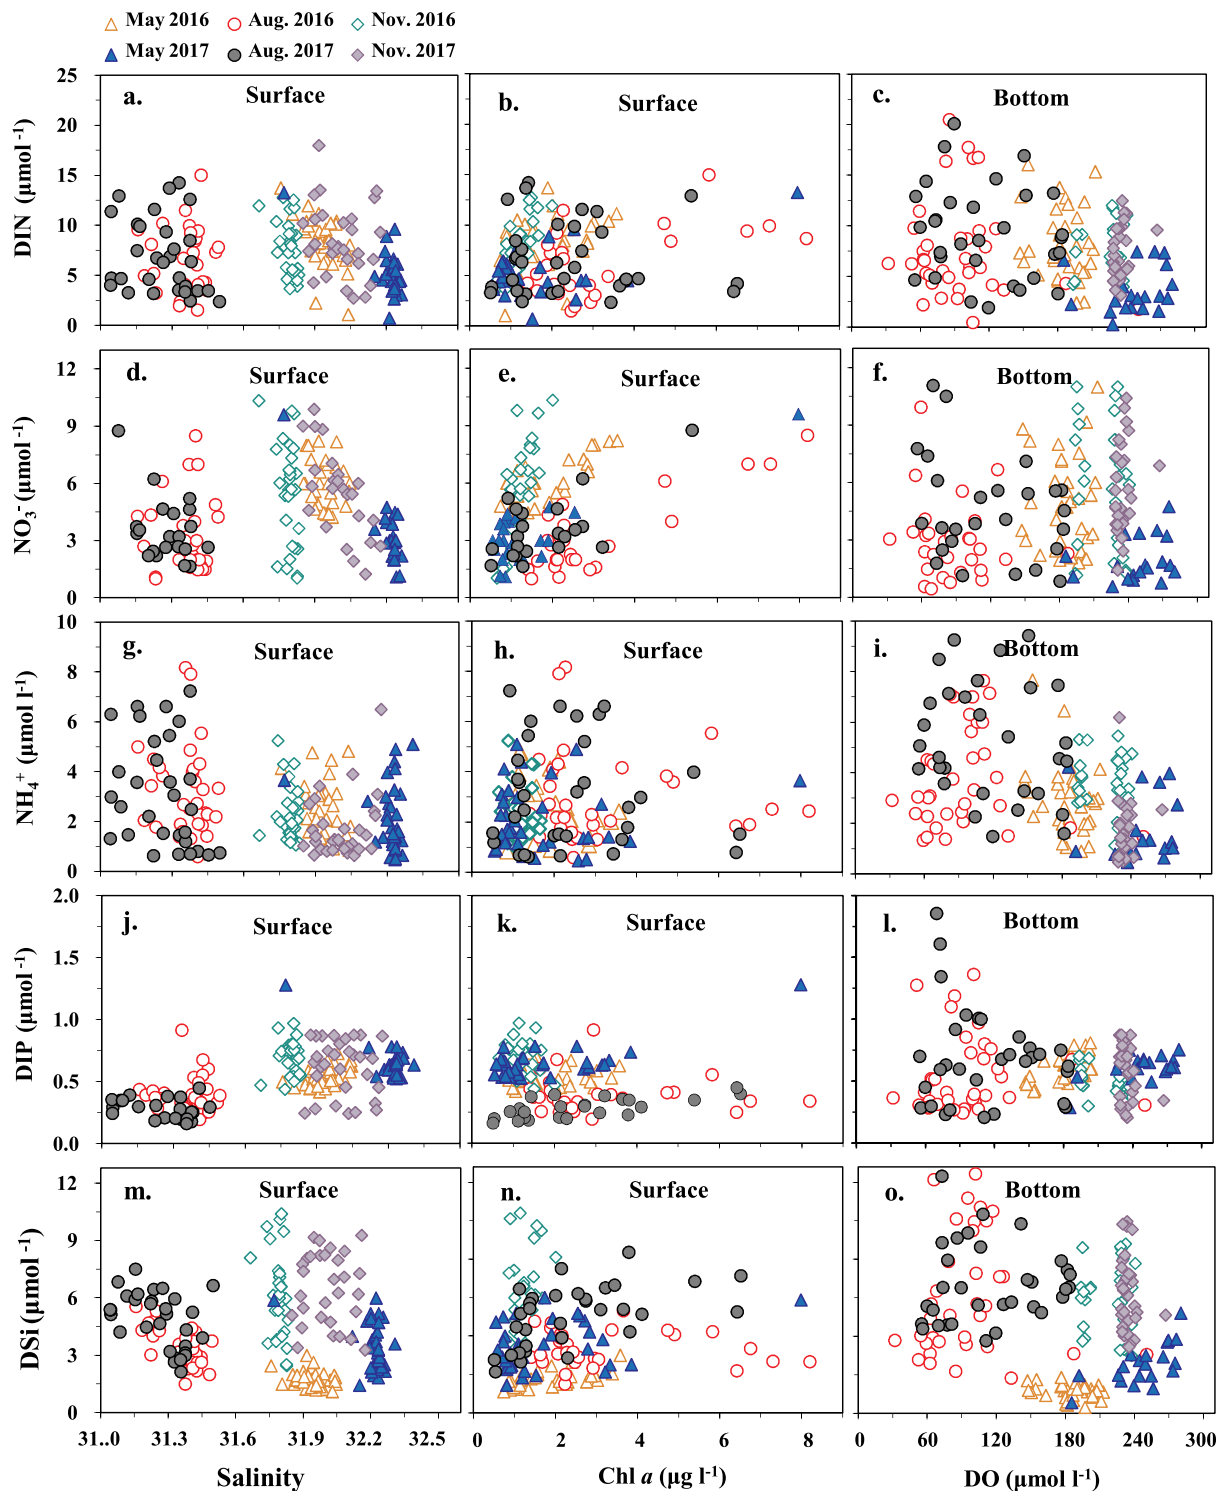 May 2016 Aug. 2016 Nov. 2016
May 2017 Aug. 2017 Nov. 2017
DIN (µmol⁻¹)
25
20
15
10
5
0
a. Surface
b. Surface
c. Bottom
NO₃⁻ (µmol⁻¹)
12
9
6
3
0
d. Surface
e. Surface
f. Bottom
NH₄⁺ (µmol l⁻¹)
10
8
6
4
2
0
g. Surface
h. Surface
i. Bottom
DIP (µmol⁻¹)
2.0
1.5
1.0
0.5
0.0
j. Surface
k. Surface
l. Bottom
DSi (µmol⁻¹)
12
9
6
3
0
m. Surface
n. Surface
o. Bottom
31..0 31.3 31.6 31.9 32.2 32.5
0 2 4 6 8
0 60 120 180 240 300
Salinity
Chl a (µg l⁻¹)
DO (µmol l⁻¹)